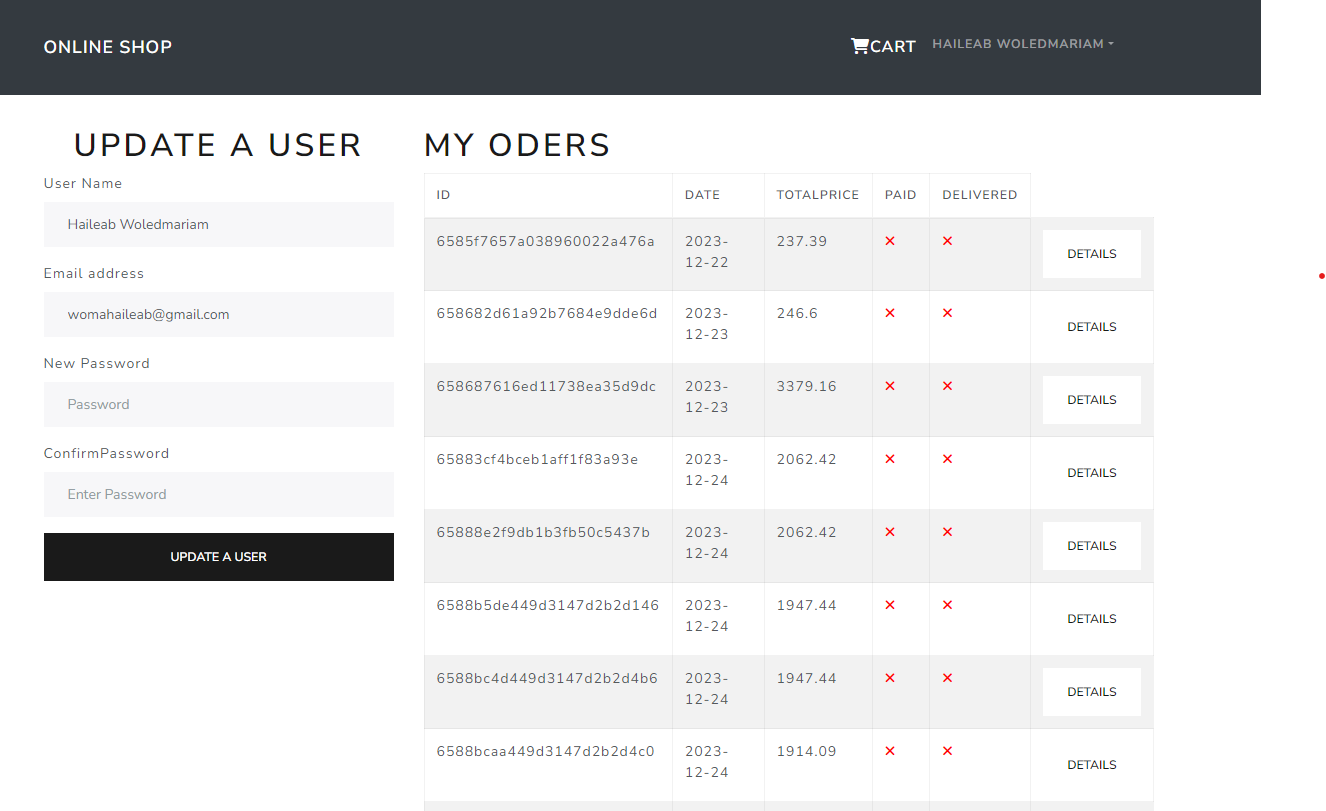 ONLINE SHOP
CART
HAILEAB WOLEDMARIAM
UPDATE A USER
User Name
Haileab Woledmariam
Email address
womahaileab@gmail.com
New Password
Password
ConfirmPassword
Enter Password
UPDATE A USER
MY ODERS
ID DATE TOTALPRICE PAID DELIVERED
6585f7657a038960022a476a 2023- 237.39 ✕ ✕ DETAILS
12-22
658682d61a92b7684e9dde6d 2023- 246.6 ✕ ✕ DETAILS
12-23
658687616ed11738ea35d9dc 2023- 3379.16 ✕ ✕ DETAILS
12-23
65883cf4bceb1aff1f83a93e 2023- 2062.42 ✕ ✕ DETAILS
12-24
65888e2f9db1b3fb50c5437b 2023- 2062.42 ✕ ✕ DETAILS
12-24
6588b5de449d3147d2b2d146 2023- 1947.44 ✕ ✕ DETAILS
12-24
6588bc4d449d3147d2b2d4b6 2023- 1947.44 ✕ ✕ DETAILS
12-24
6588bcaa449d3147d2b2d4c0 2023- 1914.09 ✕ ✕ DETAILS
12-24